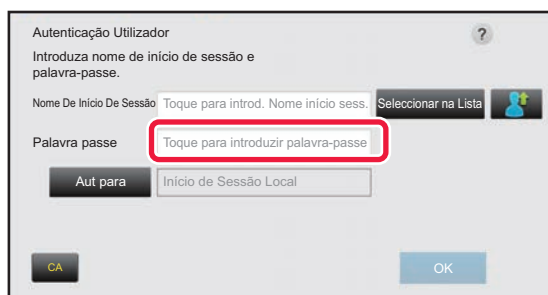 Autenticação Utilizador
?
Introduza nome de início de sessão e
palavra-passe.
Nome De Início De Sessão Toque para introd. Nome início sess. Seleccionar na Lista
Palavra passe Toque para introduzir palavra-passe
Aut para Início de Sessão Local
CA OK